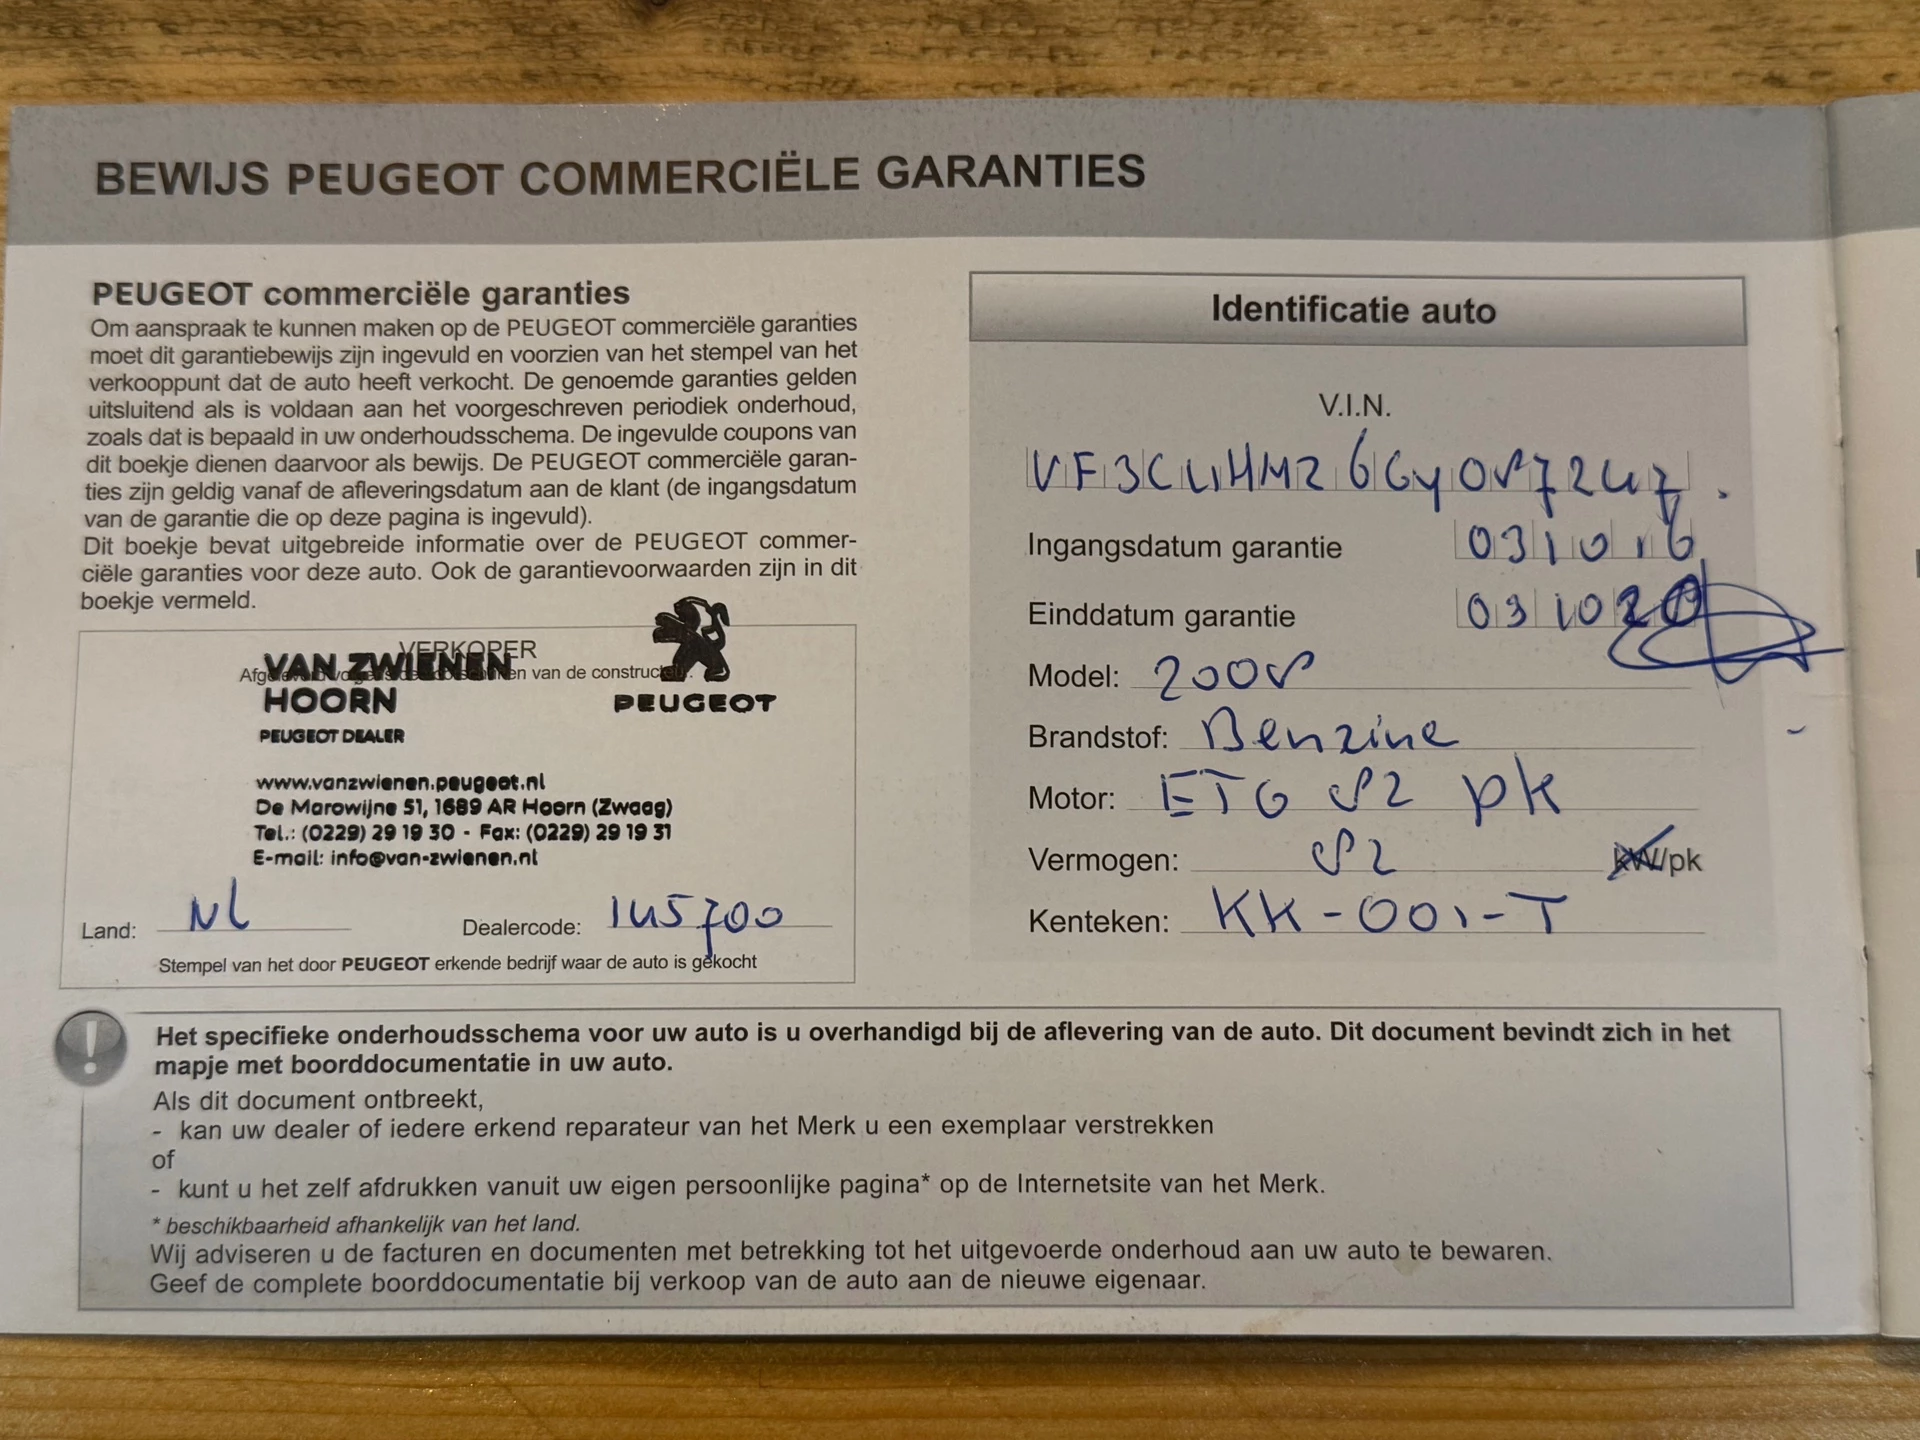 BEWIJS PEUGEOT COMMERCIËLE GARANTIES
PEUGEOT commerciële garanties
Om aanspraak te kunnen maken op de PEUGEOT commerciële garanties
moet dit garantiebewijs zijn ingevuld en voorzien van het stempel van het
verkooppunt dat de auto heeft verkocht. De genoemde garanties gelden
uitsluitend als is voldaan aan het voorgeschreven periodiek onderhoud,
zoals dat is bepaald in uw onderhoudsschema. De ingevulde coupons van
dit boekje dienen daarvoor als bewijs. De PEUGEOT commerciële garan-
ties zijn geldig vanaf de afleveringsdatum aan de klant (de ingangsdatum
van de garantie die op deze pagina is ingevuld).
Dit boekje bevat uitgebreide informatie over de PEUGEOT commer-
ciële garanties voor deze auto. Ook de garantievoorwaarden zijn in dit
boekje vermeld.
VERKOPER
van de constructeur.
VAN ZWIENEN
HOORN
PEUGEOT DEALER
PEUGEOT
www.vanzwienen.peugeot.nl
De Marowijne 51, 1689 AR Hoorn (Zwaag)
Tel.: (0229) 29 19 30 - Fax: (0229) 29 19 31
E-mail: info@van-zwienen.nl
Land: NL Dealercode: 145700
Stempel van het door PEUGEOT erkende bedrijf waar de auto is gekocht
Identificatie auto
V.I.N.
VF3CUHMZ6GY087247
Ingangsdatum garantie 031016
Einddatum garantie 031020
Model: 2008
Brandstof: Benzine
Motor: ETG 82 pk
Vermogen: 82 kW/pk
Kenteken: KK-001-T
Het specifieke onderhoudsschema voor uw auto is u overhandigd bij de aflevering van de auto. Dit document bevindt zich in het
mapje met boorddocumentatie in uw auto.
Als dit document ontbreekt,
- kan uw dealer of iedere erkend reparateur van het Merk u een exemplaar verstrekken
of
- kunt u het zelf afdrukken vanuit uw eigen persoonlijke pagina* op de Internetsite van het Merk.
* beschikbaarheid afhankelijk van het land.
Wij adviseren u de facturen en documenten met betrekking tot het uitgevoerde onderhoud aan uw auto te bewaren.
Geef de complete boorddocumentatie bij verkoop van de auto aan de nieuwe eigenaar.